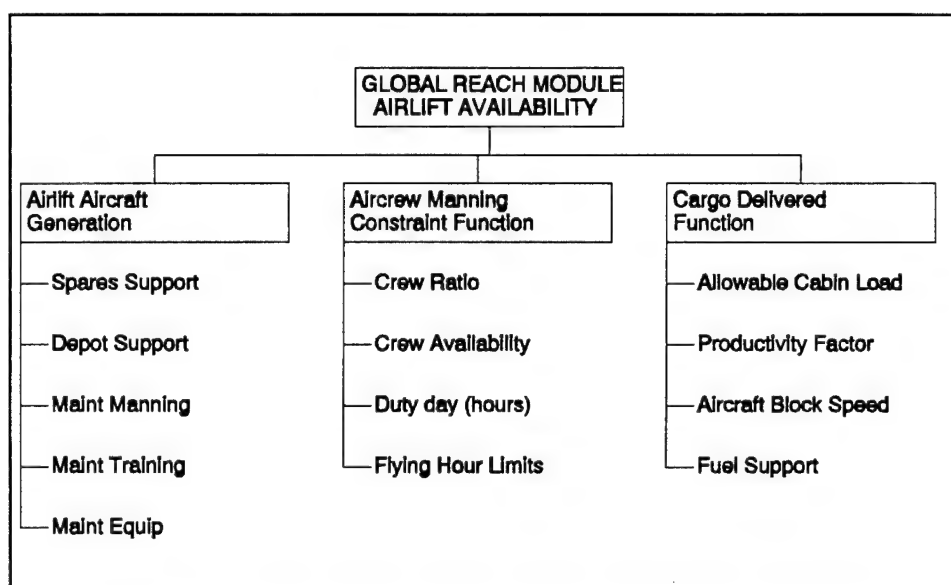 GLOBAL REACH MODULE
AIRLIFT AVAILABILITY
Airlift Aircraft
Generation
Spares Support
Depot Support
Maint Manning
Maint Training
Maint Equip
Aircrew Manning
Constraint Function
Crew Ratio
Crew Availability
Duty day (hours)
Flying Hour Limits
Cargo Delivered
Function
Allowable Cabin Load
Productivity Factor
Aircraft Block Speed
Fuel Support